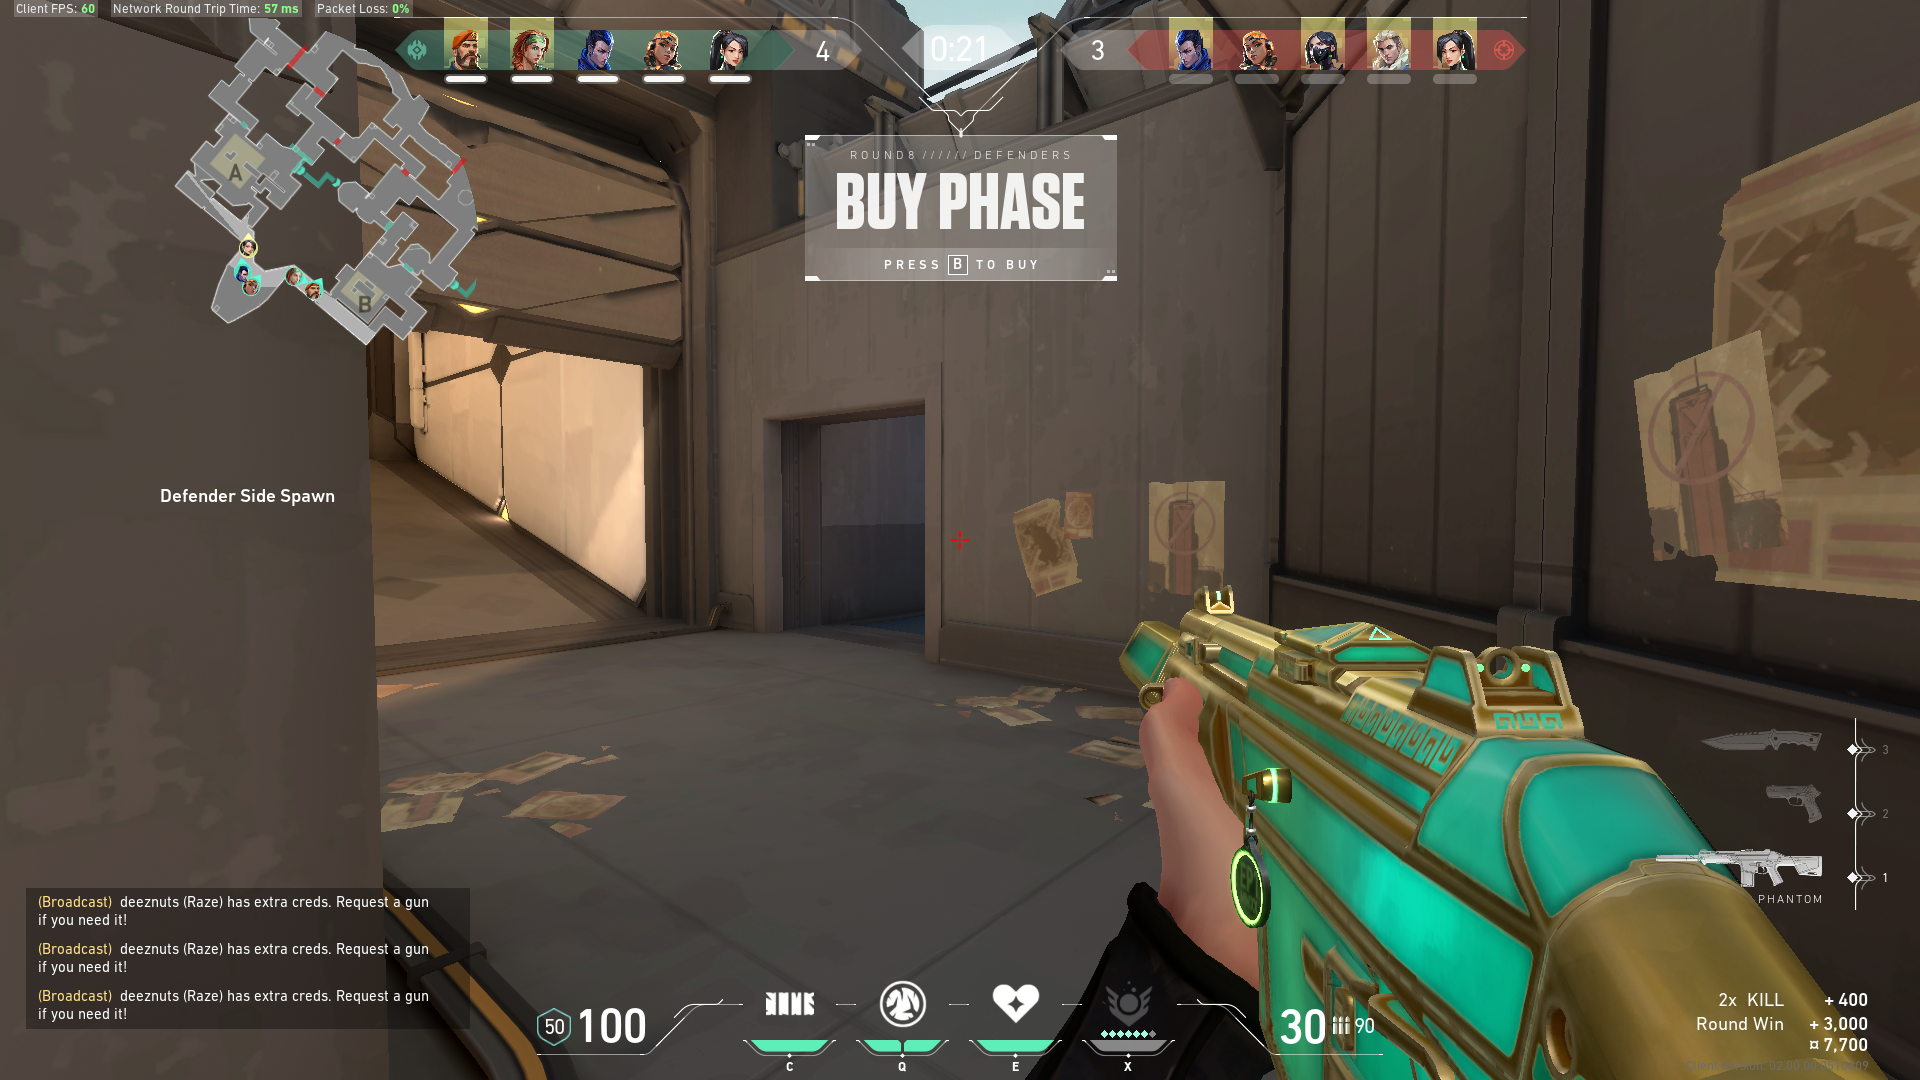 Client FPS: 60 Network Round Trip Time: 57 ms Packet Loss: 0%
4
0:21
3
ROUND 8 ////// DEFENDERS
BUY PHASE
PRESS B TO BUY
A
B
Defender Side Spawn
3
2
1
PHANTOM
(Broadcast) deeznuts (Raze) has extra creds. Request a gun
if you need it!
(Broadcast) deeznuts (Raze) has extra creds. Request a gun
if you need it!
(Broadcast) deeznuts (Raze) has extra creds. Request a gun
if you need it!
50 100
C
Q
E
X
30 90
2x KILL + 400
Round Win + 3,000
¤ 7,700